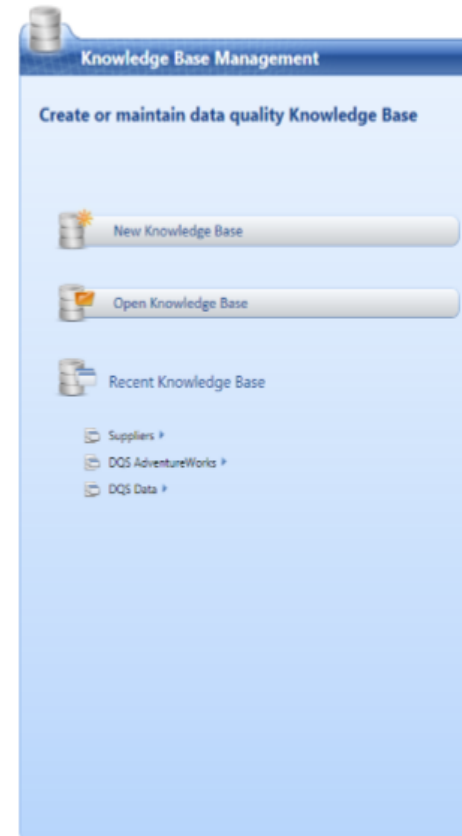 Knowledge Base Management
Create or maintain data quality Knowledge Base
New Knowledge Base
Open Knowledge Base
Recent Knowledge Base
Suppliers
DQS AdventureWorks
DQS Data